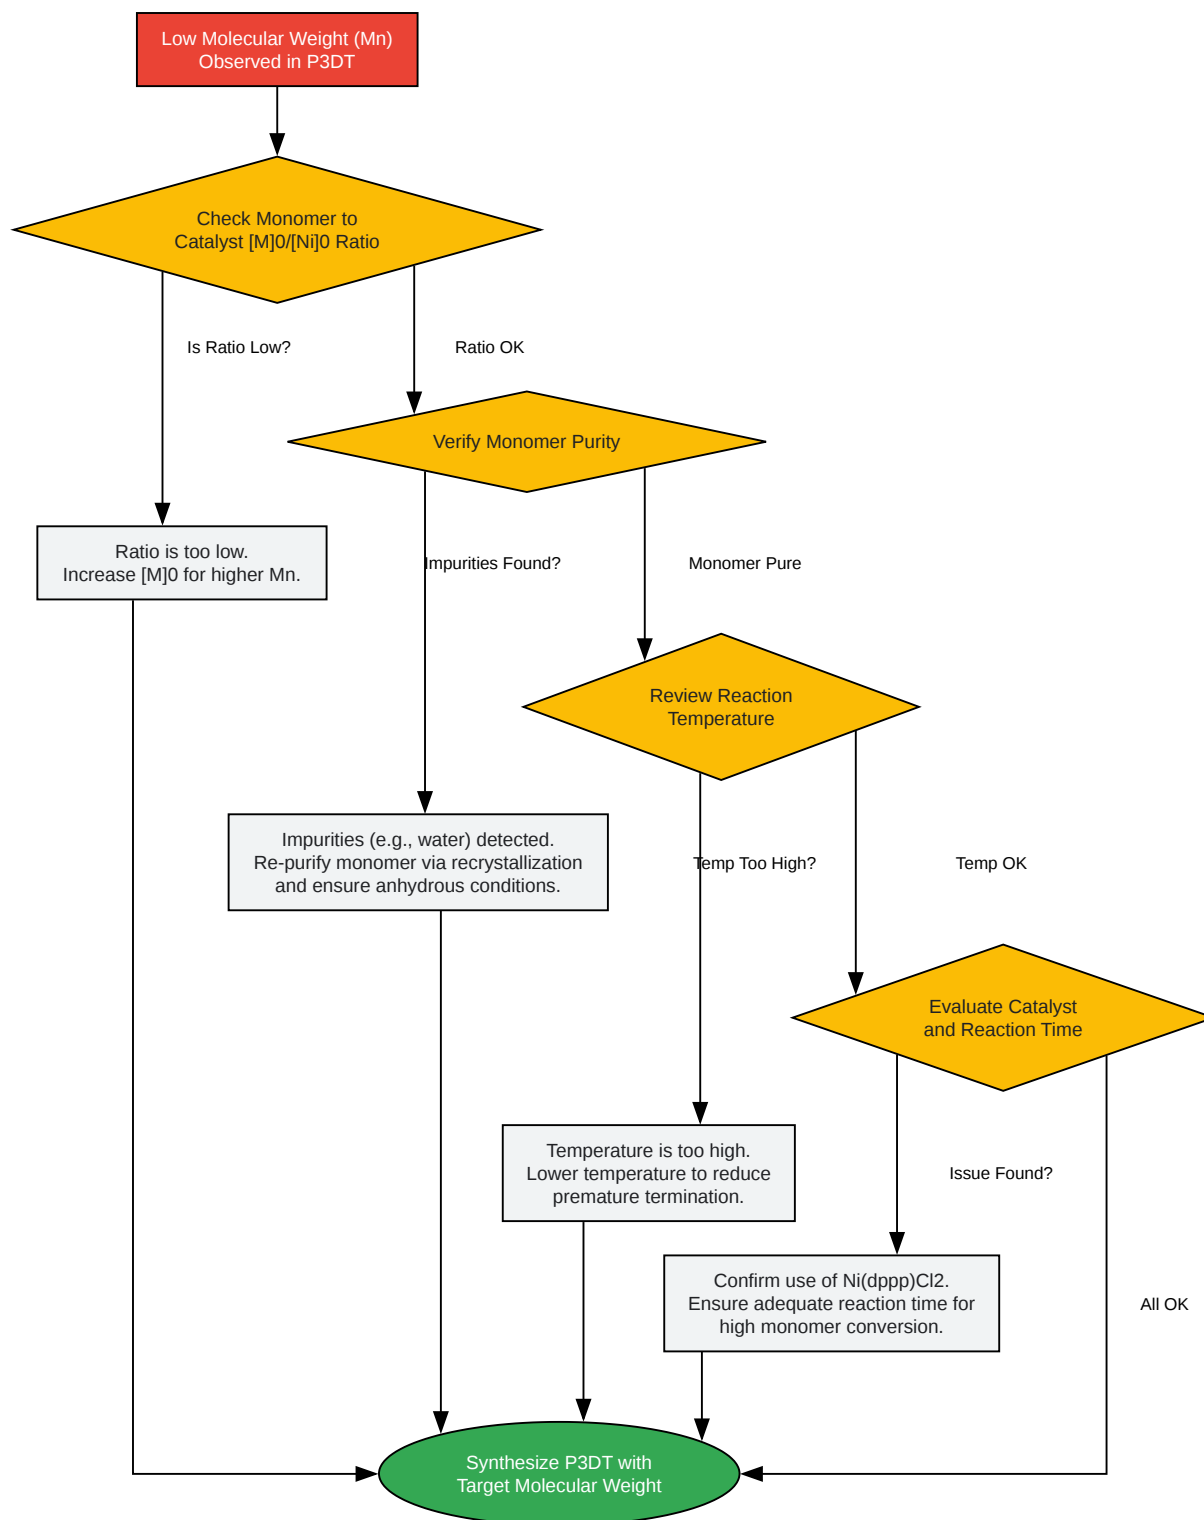 Low Molecular Weight (Mn)
Observed in P3DT
Check Monomer to
Catalyst [M]0/[Ni]0 Ratio
Is Ratio Low?
Ratio OK
Verify Monomer Purity
Ratio is too low.
Increase [M]0 for higher Mn.
Impurities Found?
Monomer Pure
Review Reaction
Temperature
Impurities (e.g., water) detected.
Re-purify monomer via recrystallization
and ensure anhydrous conditions.
Temp Too High?
Temp OK
Evaluate Catalyst
and Reaction Time
Temperature is too high.
Lower temperature to reduce
premature termination.
Issue Found?
Confirm use of Ni(dppp)Cl2.
Ensure adequate reaction time for
high monomer conversion.
All OK
Synthesize P3DT with
Target Molecular Weight